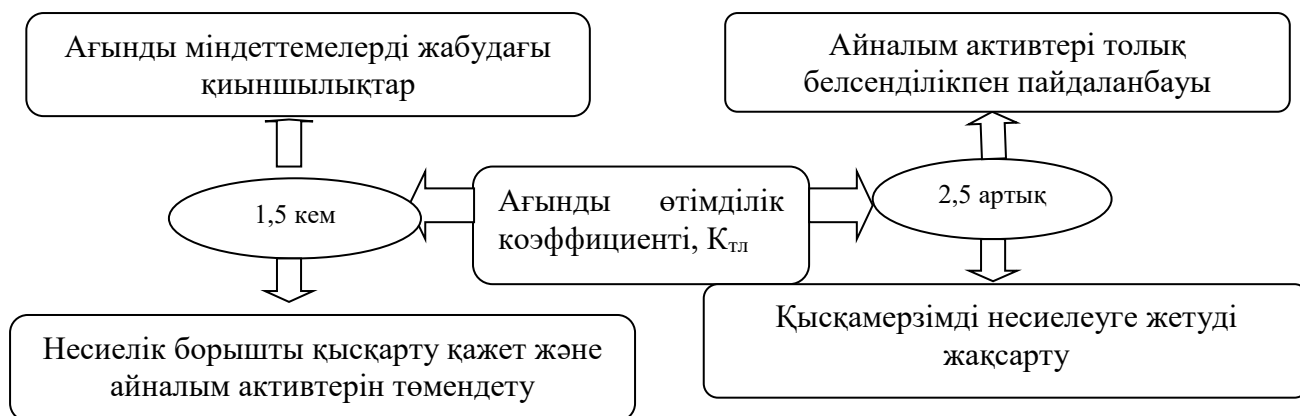 Ағынды міндеттемелерді жабудағы
қиыншылықтар
Айналым активтері толық
белсенділікпен пайдаланбауы
1,5 кем
Ағынды өтімділік
коэффициенті, Kтл
2,5 артық
Несиелік борышты қысқарту қажет және
айналым активтерін төмендету
Қысқамерзімді несиелеуге жетуді
жақсарту